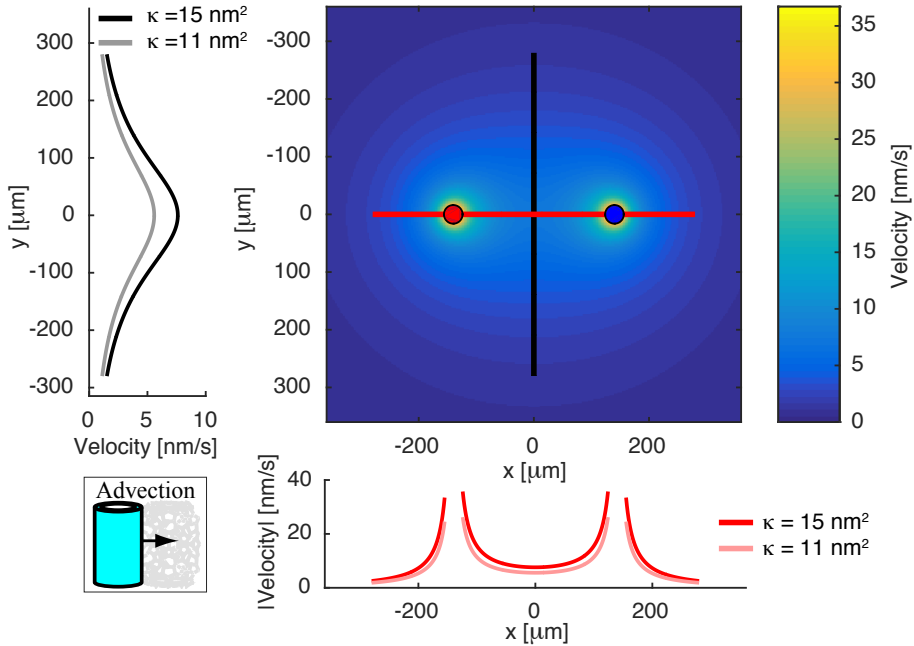 κ = 15 nm²
κ = 11 nm²
300
200
100
0
-100
-200
-300
y [μm]
0
5
10
Velocity [nm/s]
-300
-200
-100
0
100
200
300
y [μm]
-200
0
200
x [μm]
35
30
25
20
15
10
5
0
Velocity [nm/s]
Advection
40
20
0
|Velocity| [nm/s]
-200
0
200
x [μm]
κ = 15 nm²
κ = 11 nm²